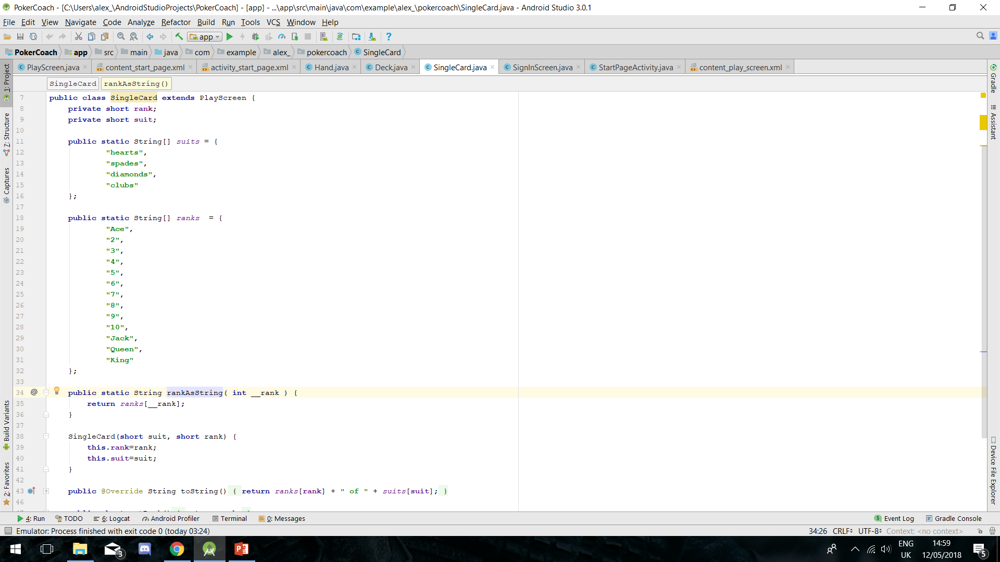 PokerCoach - [C:\Users\alex_\AndroidStudioProjects\PokerCoach] - [app] - ...\app\src\main\java\com\example\alex_\pokercoach\SingleCard.java - Android Studio 3.0.1
File Edit View Navigate Code Analyze Refactor Build Run Tools VCS Window Help
app
PokerCoach app src main java com example alex_ pokercoach SingleCard
PlayScreen.java content_start_page.xml activity_start_page.xml Hand.java Deck.java SingleCard.java SignInScreen.java StartPageActivity.java content_play_screen.xml
SingleCard rankAsString()
1: Project
7: Structure
Captures
Build Variants
2: Favorites
7 public class SingleCard extends PlayScreen {
8 private short rank;
9 private short suit;
10
11 public static String[] suits = {
12 "hearts",
13 "spades",
14 "diamonds",
15 "clubs"
16 };
17
18 public static String[] ranks = {
19 "Ace",
20 "2",
21 "3",
22 "4",
23 "5",
24 "6",
25 "7",
26 "8",
27 "9",
28 "10",
29 "Jack",
30 "Queen",
31 "King"
32 };
33
34 @ public static String rankAsString( int __rank ) {
35 return ranks[__rank];
36 }
37
38 SingleCard(short suit, short rank) {
39 this.rank=rank;
40 this.suit=suit;
41 }
42
43 public @Override String toString() { return ranks[rank] + " of " + suits[suit]; }
46
Gradle
Assistant
Device File Explorer
4: Run TODO 6: Logcat Android Profiler Terminal 0: Messages 5 Event Log Gradle Console
Emulator: Process finished with exit code 0 (today 03:24) 34:26 CRLF UTF-8 Context: <no context>
3 ENG 14:59
UK 12/05/2018 5